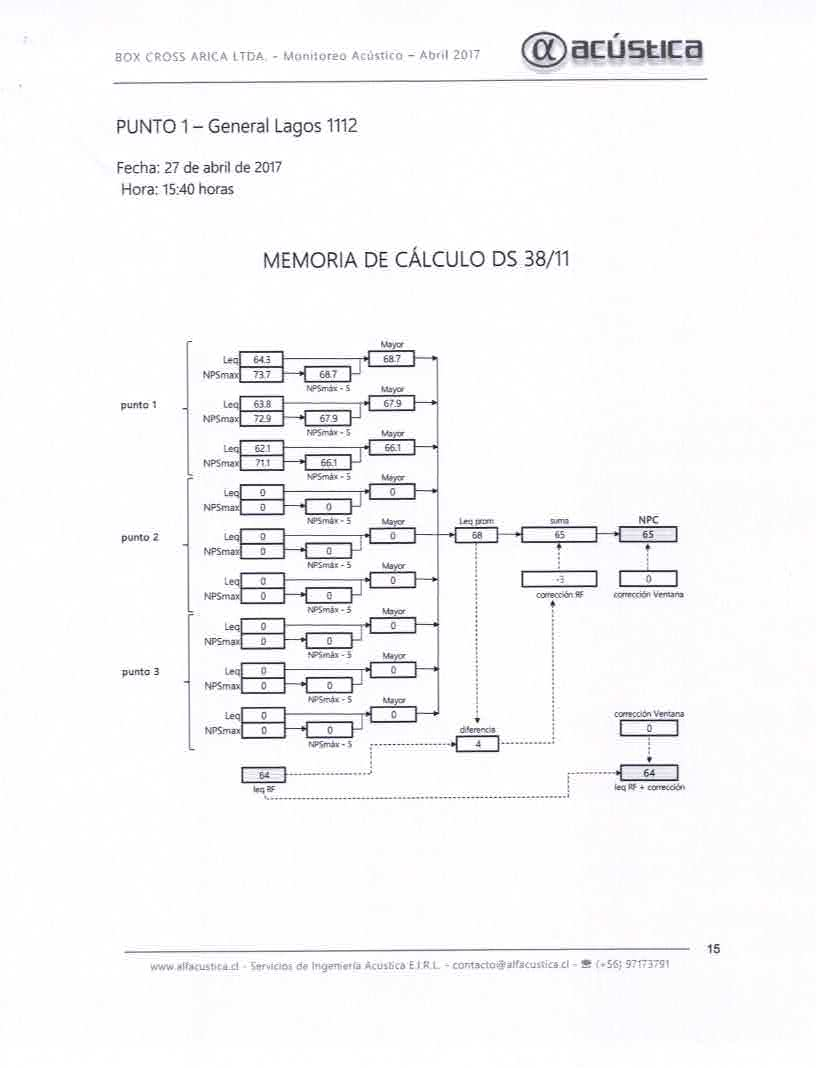 BOX CROSS ARICA LTDA. - Monitoreo Acústico – Abril 2017
α acústica
PUNTO 1 – General Lagos 1112
Fecha: 27 de abril de 2017
Hora: 15:40 horas
MEMORIA DE CÁLCULO DS 38/11
Mayor
Leq 64.3 68.7
NPSmax 73.7 68.7
NPSmáx - 5 Mayor
punto 1 Leq 63.8 67.9
NPSmax 72.9 67.9
NPSmáx - 5 Mayor
Leq 62.1 66.1
NPSmax 71.1 66.1
NPSmáx - 5 Mayor
Leq 0 0
NPSmax 0 0
NPSmáx - 5 Mayor Leq prom suma NPC
punto 2 Leq 0 0 68 65 65
NPSmax 0 0
NPSmáx - 5 Mayor
Leq 0 0 -3 0
NPSmax 0 0 corrección RF corrección Ventana
NPSmáx - 5 Mayor
Leq 0 0
NPSmax 0 0
NPSmáx - 5 Mayor
punto 3 Leq 0 0
NPSmax 0 0
NPSmáx - 5 Mayor
Leq 0 0 corrección Ventana
NPSmax 0 0 diferencia 0
NPSmáx - 5 4
64 64
leq RF leq RF + corrección
15
www.alfacustica.cl - Servicios de Ingeniería Acústica E.I.R.L. - contacto@alfacustica.cl - ☎ (+56) 97173791